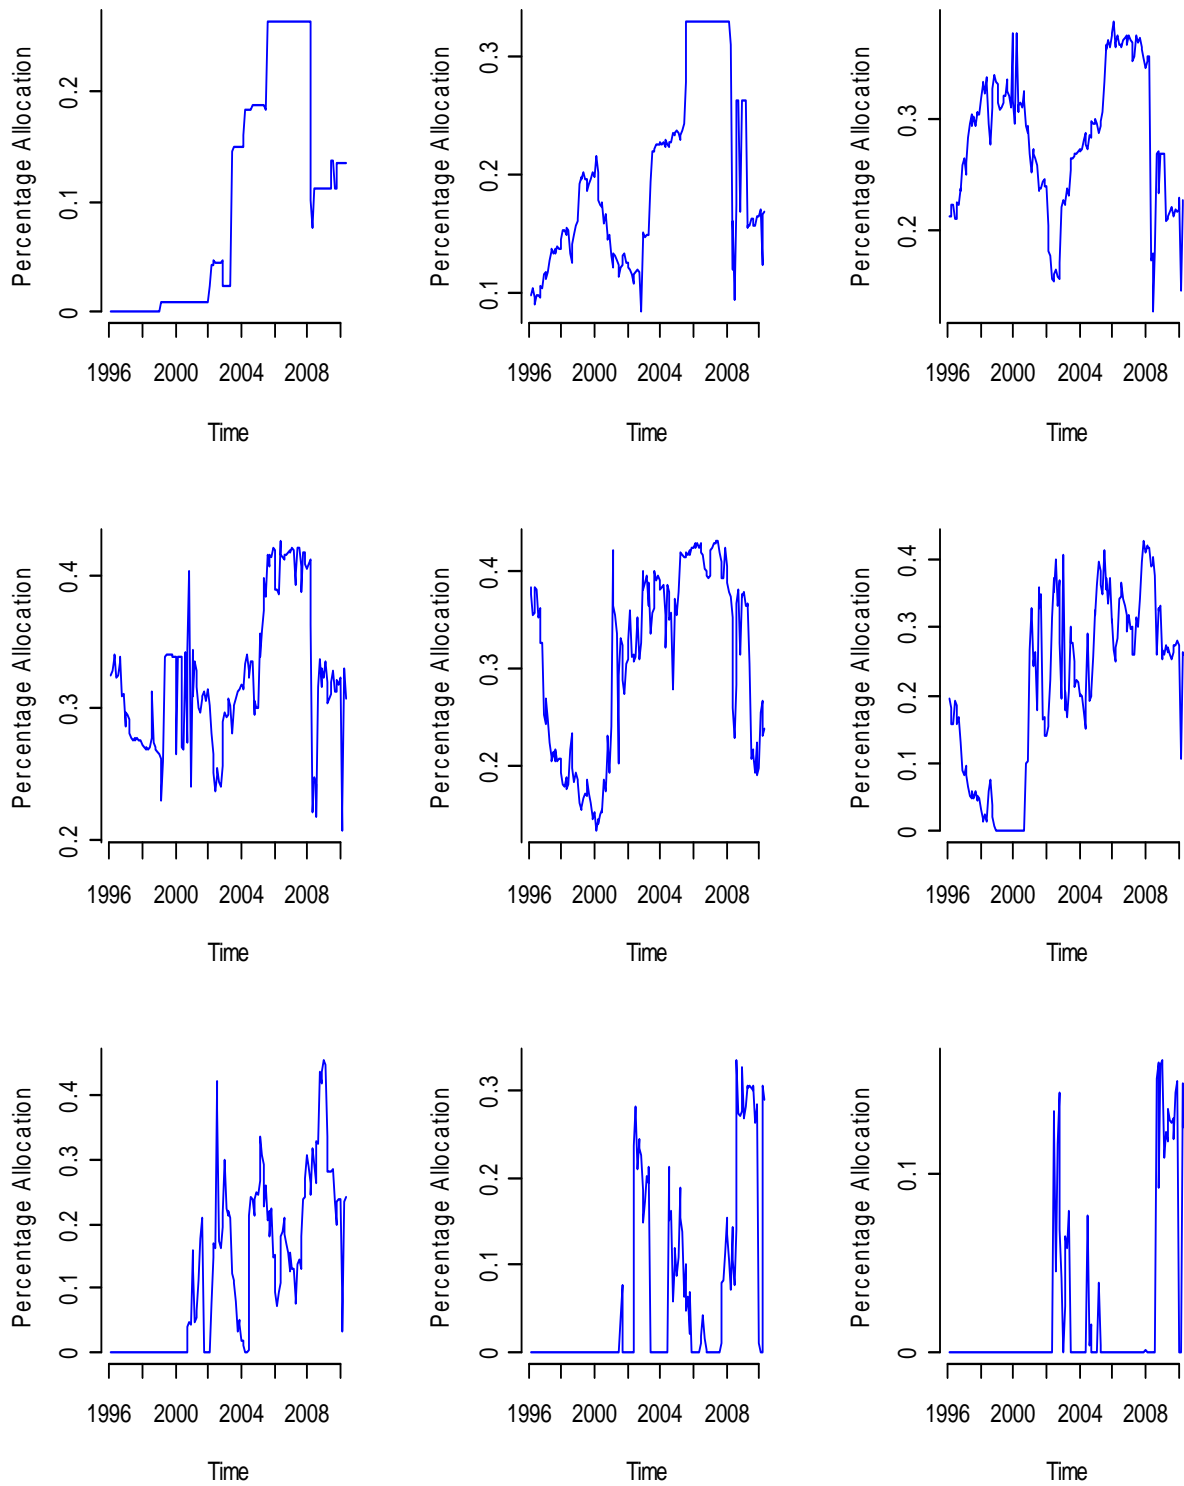 Percentage Allocation
0 0.1 0.2
1996 2000 2004 2008
Time
Percentage Allocation
0.1 0.2 0.3
1996 2000 2004 2008
Time
Percentage Allocation
0.2 0.3
1996 2000 2004 2008
Time
Percentage Allocation
0.2 0.3 0.4
1996 2000 2004 2008
Time
Percentage Allocation
0.2 0.3 0.4
1996 2000 2004 2008
Time
Percentage Allocation
0 0.1 0.2 0.3 0.4
1996 2000 2004 2008
Time
Percentage Allocation
0 0.1 0.2 0.3 0.4
1996 2000 2004 2008
Time
Percentage Allocation
0 0.1 0.2 0.3
1996 2000 2004 2008
Time
Percentage Allocation
0 0.1
1996 2000 2004 2008
Time